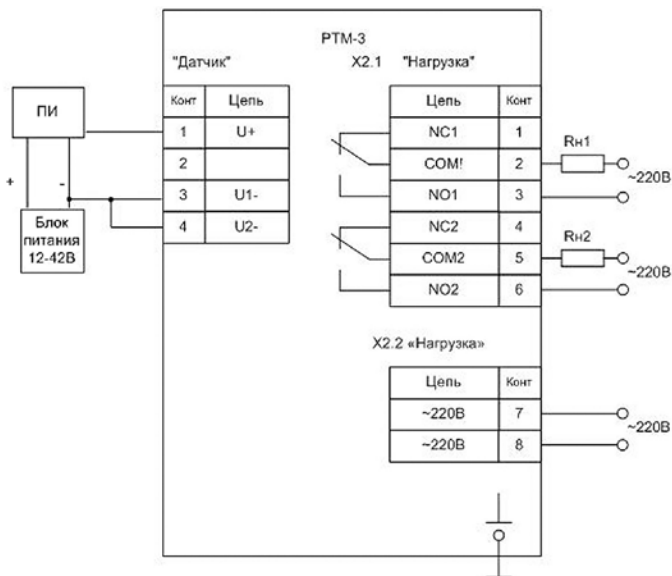 РТМ-3
"Датчик"
X2.1 "Нагрузка"
Конт Цепь
1 U+
2
3 U1-
4 U2-
ПИ
+ -
Блок
питания
12-42В
Цепь Конт
NC1 1
COM! 2
NO1 3
NC2 4
COM2 5
NO2 6
Rн1
~220В
Rн2
~220В
X2.2 «Нагрузка»
Цепь Конт
~220В 7
~220В 8
~220В